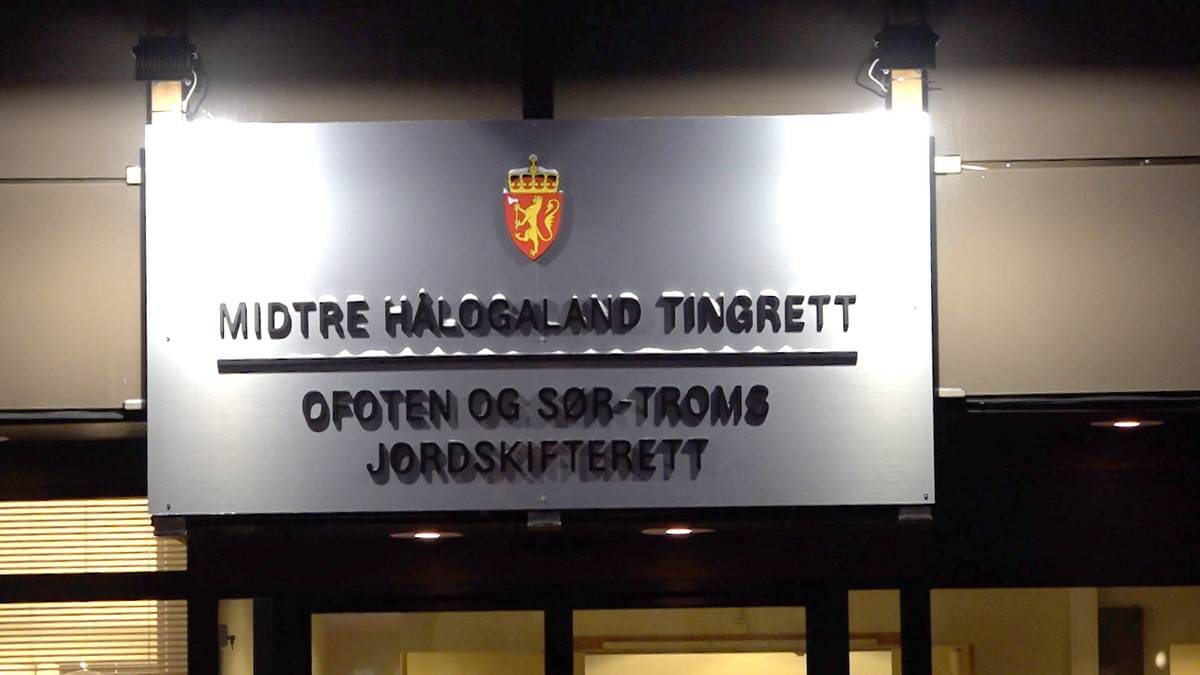 MIDTRE HÅLOGALAND TINGRETT
OFOTEN OG SØR-TROMS
JORDSKIFTERETT